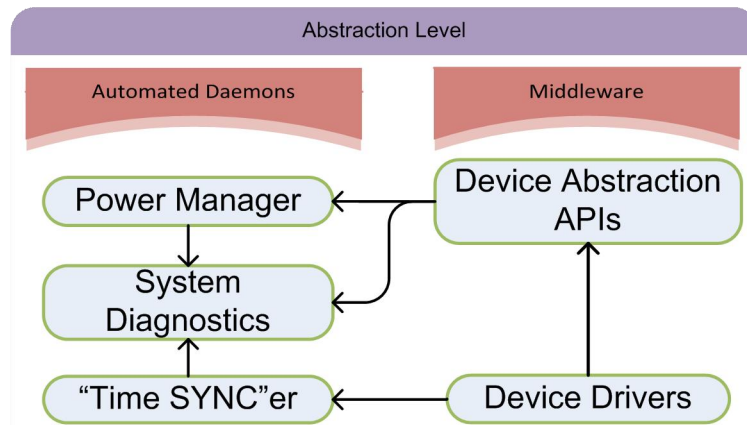 Abstraction Level
Automated Daemons
Middleware
Power Manager
Device Abstraction
APIs
System
Diagnostics
“Time SYNC”er
Device Drivers